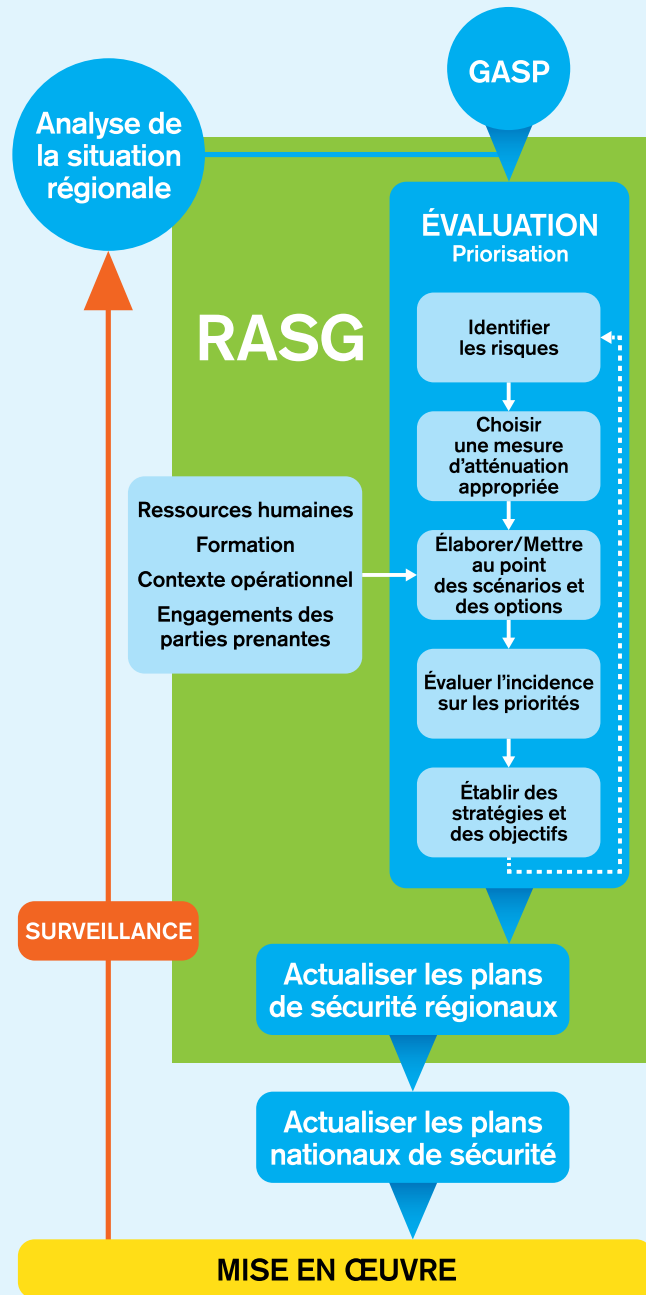 GASP
Analyse de
la situation
régionale
ÉVALUATION
Priorisation
RASG
Identifier
les risques
Choisir
une mesure
d'atténuation
appropriée
Ressources humaines
Formation
Contexte opérationnel
Engagements des
parties prenantes
Élaborer/Mettre
au point
des scénarios et
des options
Évaluer l'incidence
sur les priorités
Établir des
stratégies et
des objectifs
SURVEILLANCE
Actualiser les plans
de sécurité régionaux
Actualiser les plans
nationaux de sécurité
MISE EN ŒUVRE